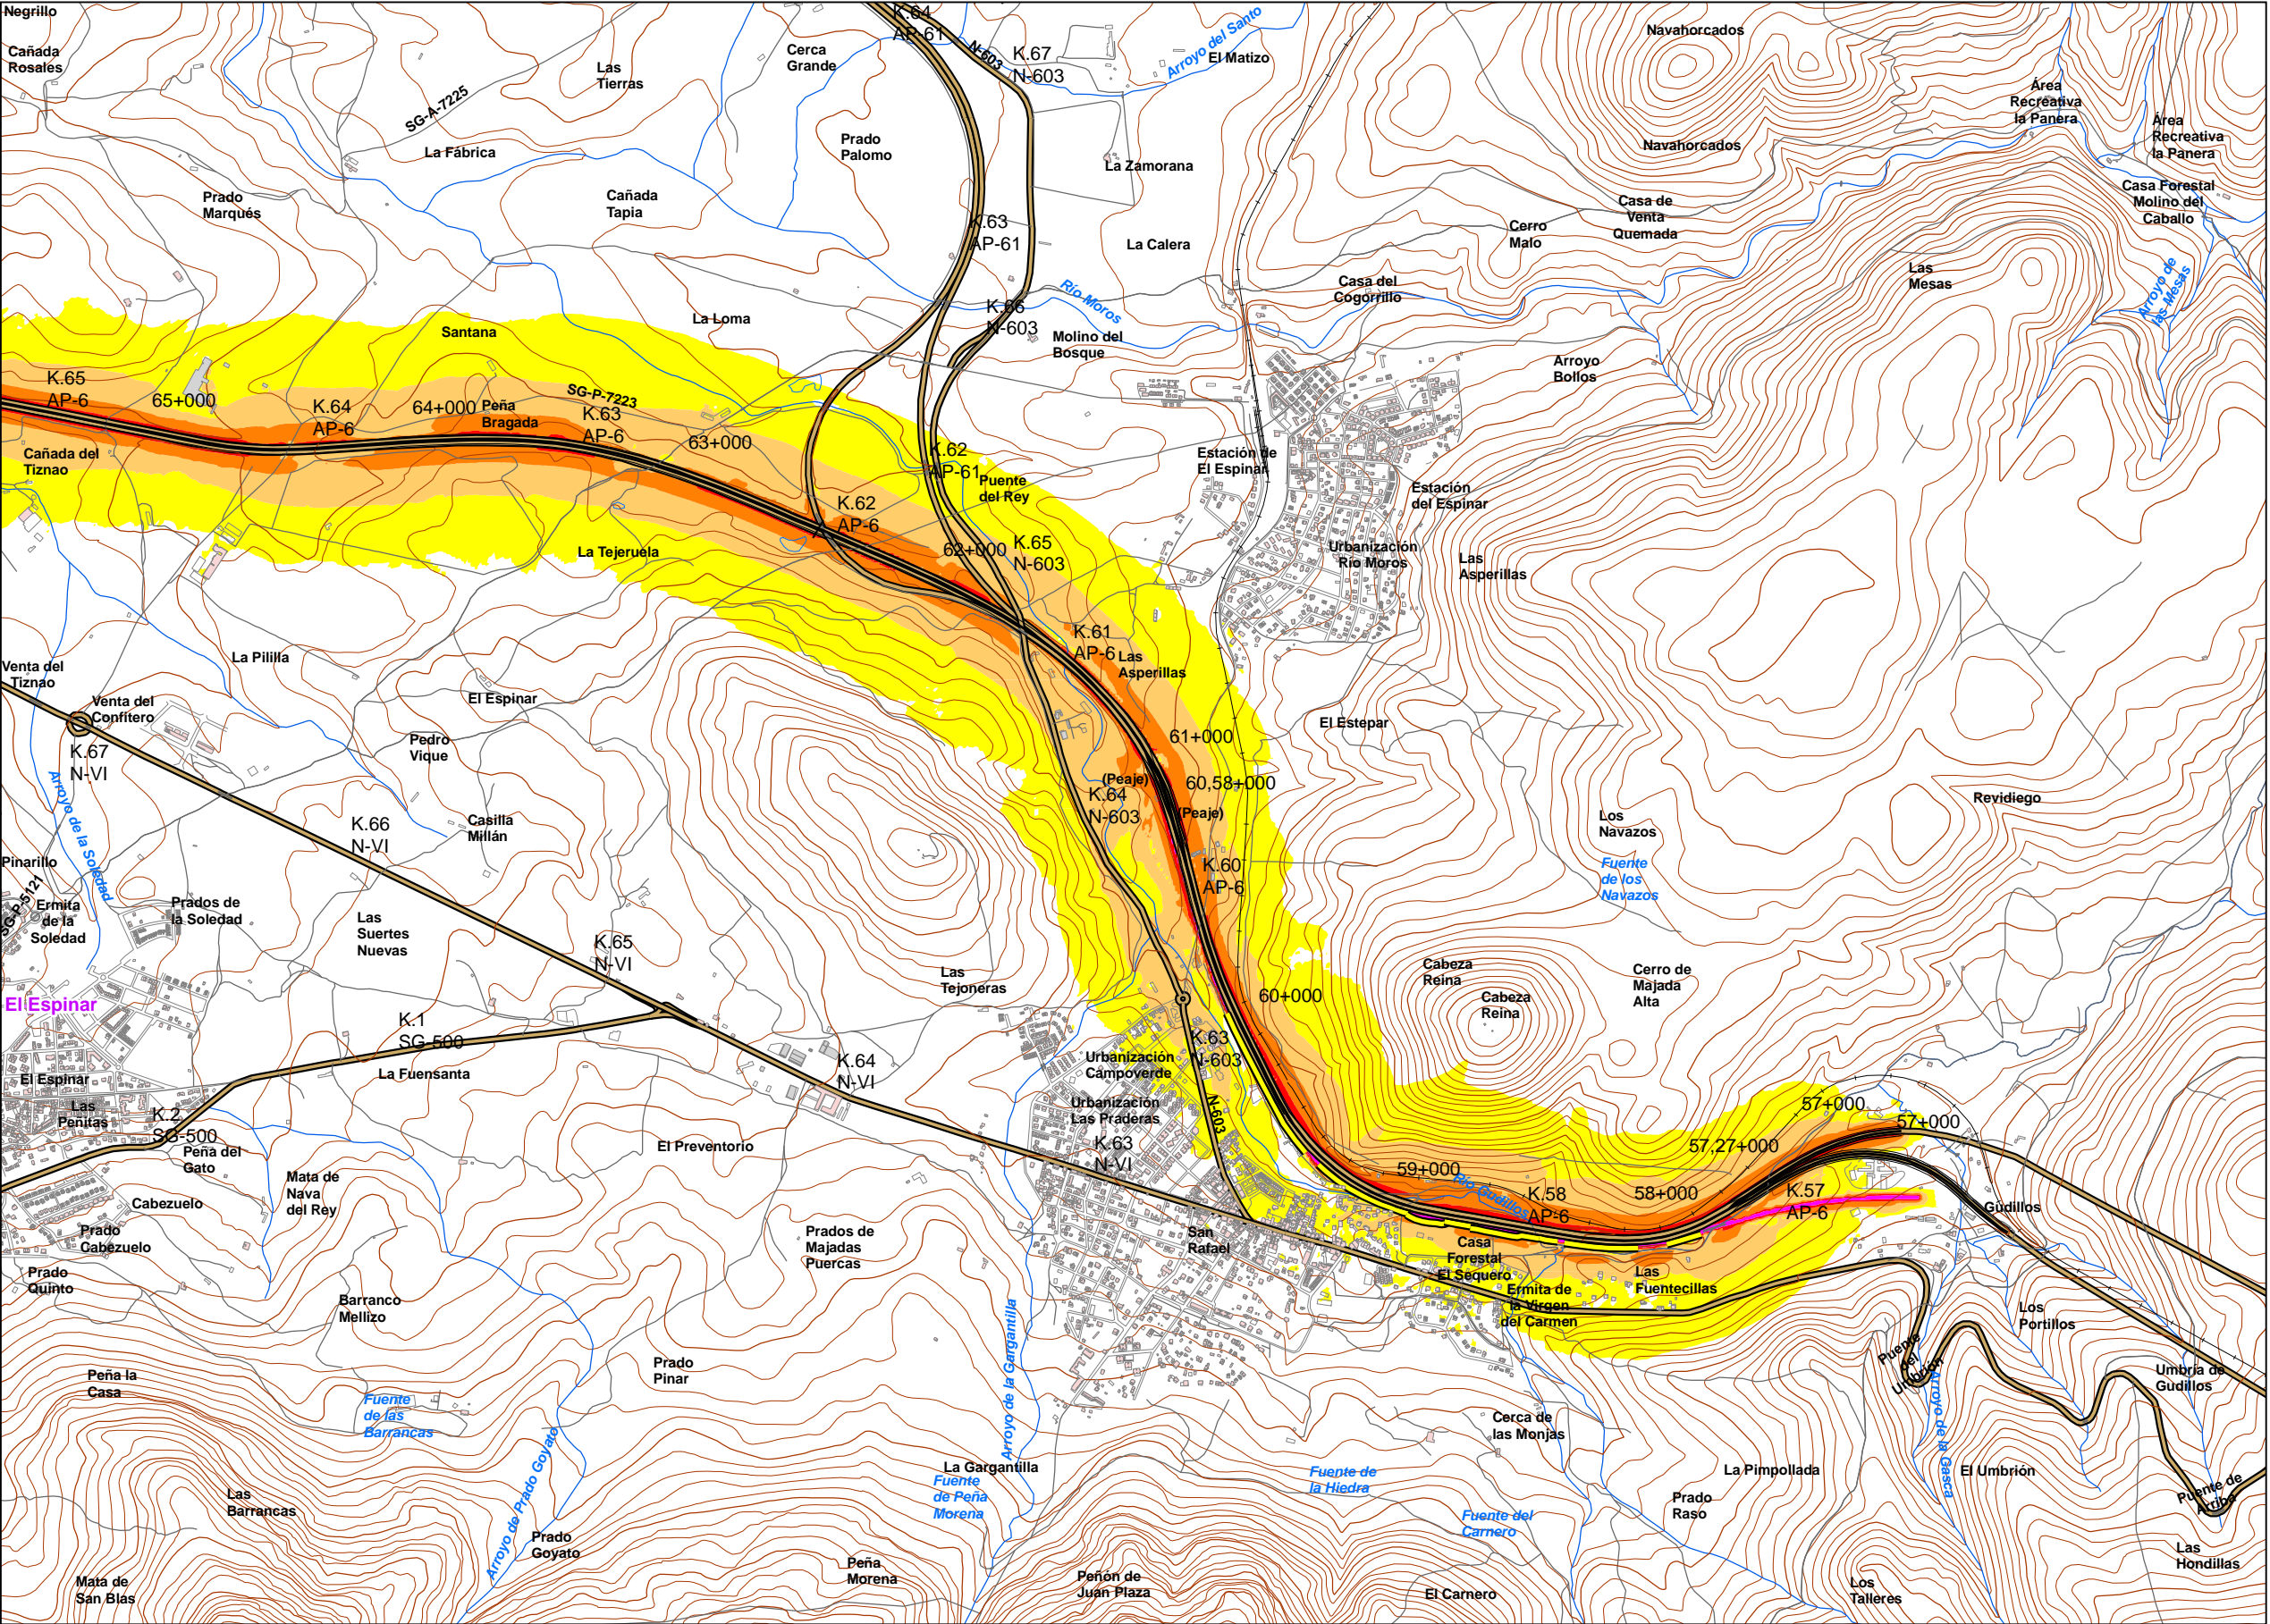 Negrillo
Cañada
Rosales
SG-A-7225
Las
Tierras
Cerca
Grande
K.64
AP-61
N-603
K.67
N-603
Arroyo del Santo
El Matizo
Navahorcados
Área
Recreativa
la Panera
Área
Recreativa
la Panera
La Fábrica
Prado
Palomo
La Zamorana
Navahorcados
Prado
Marqués
Cañada
Tapia
K.63
AP-61
La Calera
Cerro
Malo
Casa de
Venta
Quemada
Casa Forestal
Molino del
Caballo
Las
Mesas
Arroyo de
las Mesas
Santana
La Loma
K.66
N-603
Río Moros
Molino del
Bosque
Casa del
Cogorrillo
Arroyo
Bollos
K.65
AP-6
65+000
K.64
AP-6
64+000
Peña
Bragada
SG-P-7223
K.63
AP-6
63+000
Cañada del
Tiznao
K.62
AP-61
Puente
del Rey
Estación de
El Espinar
Estación
del Espinar
K.62
AP-6
La Tejeruela
62+000
K.65
N-603
Urbanización
Río Moros
Las
Asperillas
K.61
AP-6
Las
Asperillas
Venta del
Tiznao
La Pililla
Venta del
Confitero
El Espinar
El Estepar
Pedro
Vique
61+000
K.67
N-VI
(Peaje)
60,58+000
K.64
N-603
(Peaje)
Revidiego
Arroyo de la Soledad
K.66
N-VI
Casilla
Millán
Los
Navazos
Fuente
de los
Navazos
Pinarillo
SG-P-5121
Ermita
de la
Soledad
Prados de
la Soledad
K.60
AP-6
Las
Suertes
Nuevas
K.65
N-VI
Las
Tejoneras
Cabeza
Reina
Cabeza
Reina
Cerro de
Majada
Alta
El Espinar
60+000
K.1
SG-500
La Fuensanta
K.64
N-VI
Urbanización
Campoverde
K.63
N-603
El Espinar
Las
Peñitas
K.2
SG-500
Peña del
Gato
Urbanización
Las Praderas
N-603
57+000
57+000
El Preventorio
K.63
N-VI
57,27+000
59+000
Río Gudillos
K.58
AP-6
58+000
K.57
AP-6
Gudillos
Mata de
Nava
del Rey
Cabezuelo
Prado
Cabezuelo
Prados de
Majadas
Puercas
San
Rafael
Casa
Forestal
El Sequero
Las
Fuentecillas
Prado
Quinto
Barranco
Mellizo
Ermita de
la Virgen
del Carmen
Los
Portillos
Puente
del
Umbrión
Arroyo de la Gasca
Umbría de
Gudillos
Peña la
Casa
Prado
Pinar
Arroyo de la Gargantilla
Fuente
de las
Barrancas
Cerca de
las Monjas
Arroyo de Prado Goyato
La Gargantilla
Fuente
de Peña
Morena
Fuente de
la Hiedra
La Pimpollada
El Umbrión
Puente de
Arriba
Las
Barrancas
Prado
Raso
Fuente del
Carnero
Prado
Goyato
Peña
Morena
Las
Hondillas
Mata de
San Blas
Peñón de
Juan Plaza
El Carnero
Los
Talleres